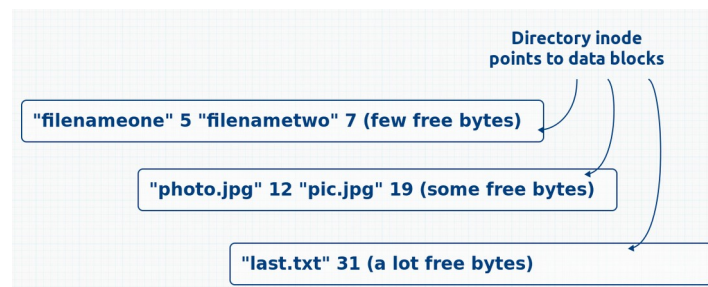 Directory inode
points to data blocks
"filenameone" 5 "filenametwo" 7 (few free bytes)
"photo.jpg" 12 "pic.jpg" 19 (some free bytes)
"last.txt" 31 (a lot free bytes)